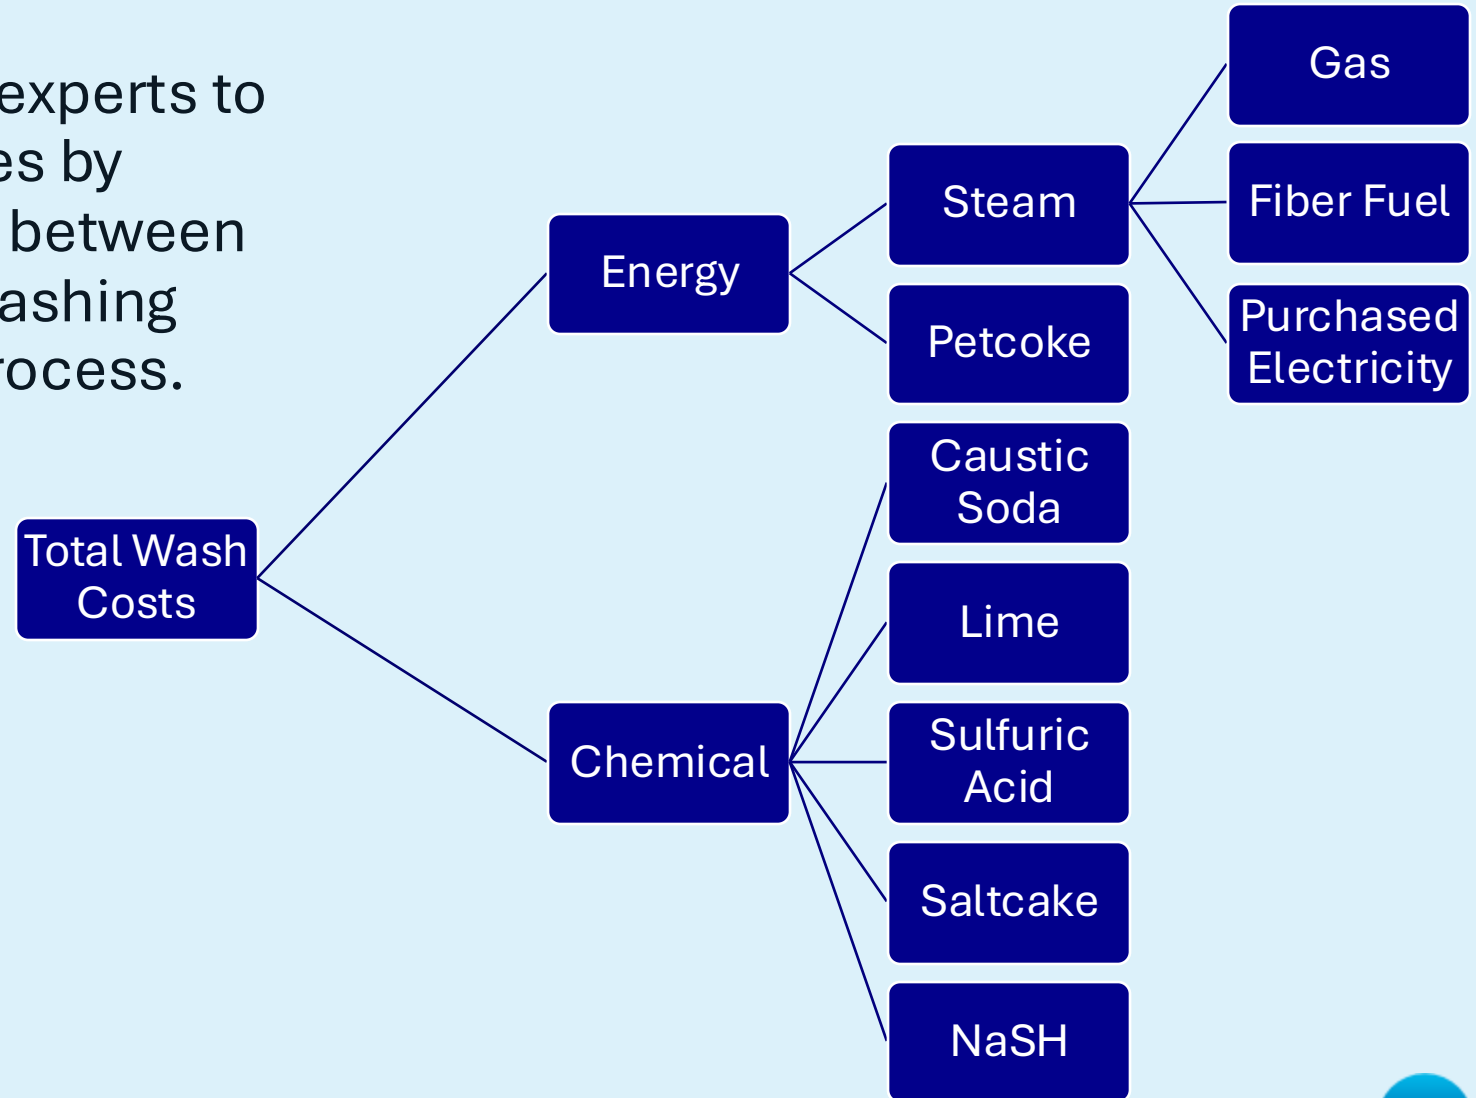 experts to
es by
between
ashing
rocess.
Total Wash
Costs
Energy
Chemical
Steam
Petcoke
Caustic
Soda
Lime
Sulfuric
Acid
Saltcake
NaSH
Gas
Fiber Fuel
Purchased
Electricity